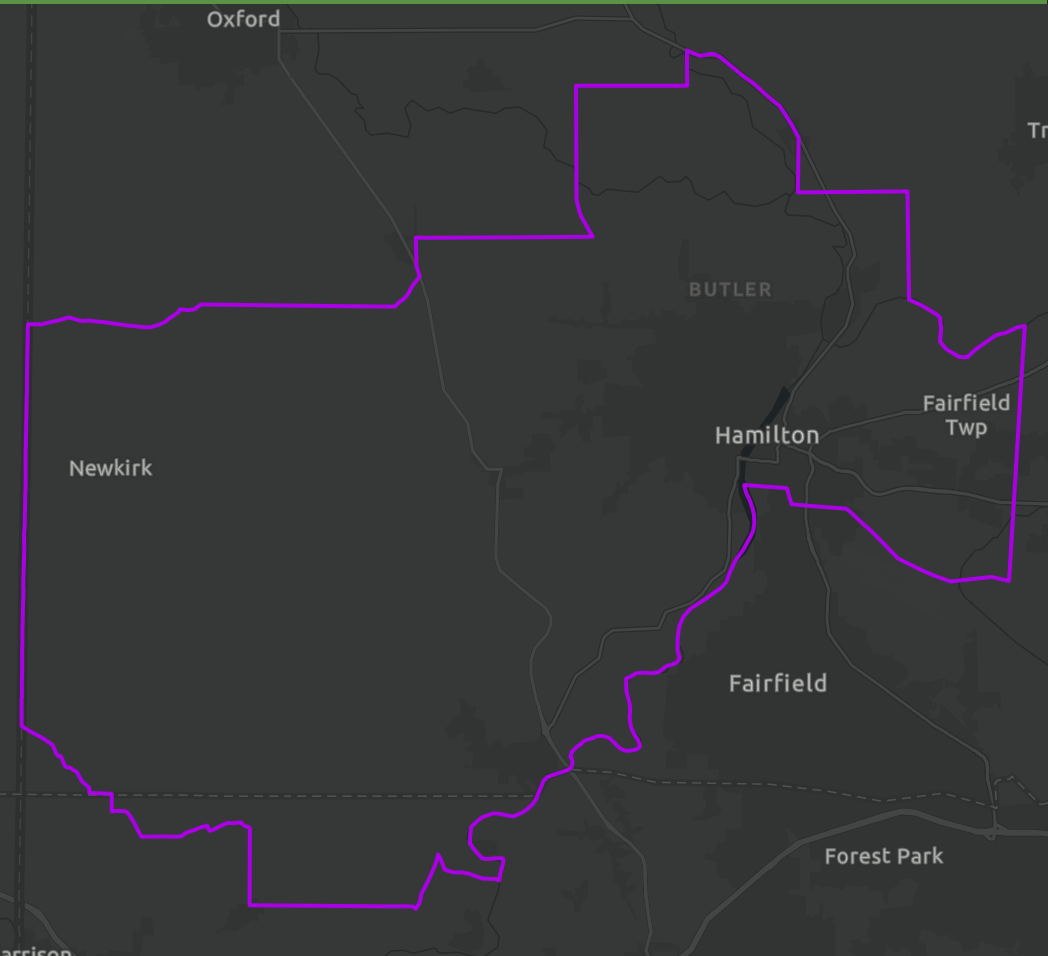 Oxford
Tr
BUTLER
Fairfield
Twp
Hamilton
Newkirk
Fairfield
Forest Park
arrison